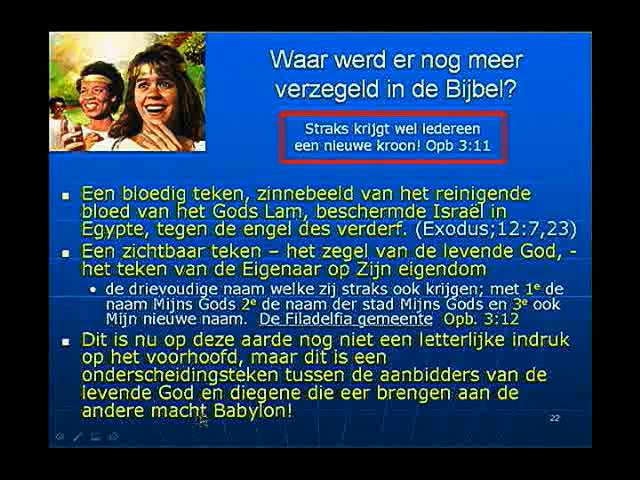 Waar werd er nog meer
verzegeld in de Bijbel?
Straks krijgt wel iedereen
een nieuwe kroon! Opb 3:11
Een bloedig teken, zinnebeeld van het reinigende
bloed van het Gods Lam, beschermde Israël in
Egypte, tegen de engel des verderf. (Exodus;12:7,23)
Een zichtbaar teken – het zegel van de levende God, -
het teken van de Eigenaar op Zijn eigendom
de drievoudige naam welke zij straks ook krijgen; met 1e de
naam Mijns Gods 2e de naam der stad Mijns Gods en 3e ook
Mijn nieuwe naam. De Filadelfia gemeente Opb. 3:12
Dit is nu op deze aarde nog niet een letterlijke indruk
op het voorhoofd, maar dit is een
onderscheidingsteken tussen de aanbidders van de
levende God en diegene die eer brengen aan de
andere macht Babylon!
22